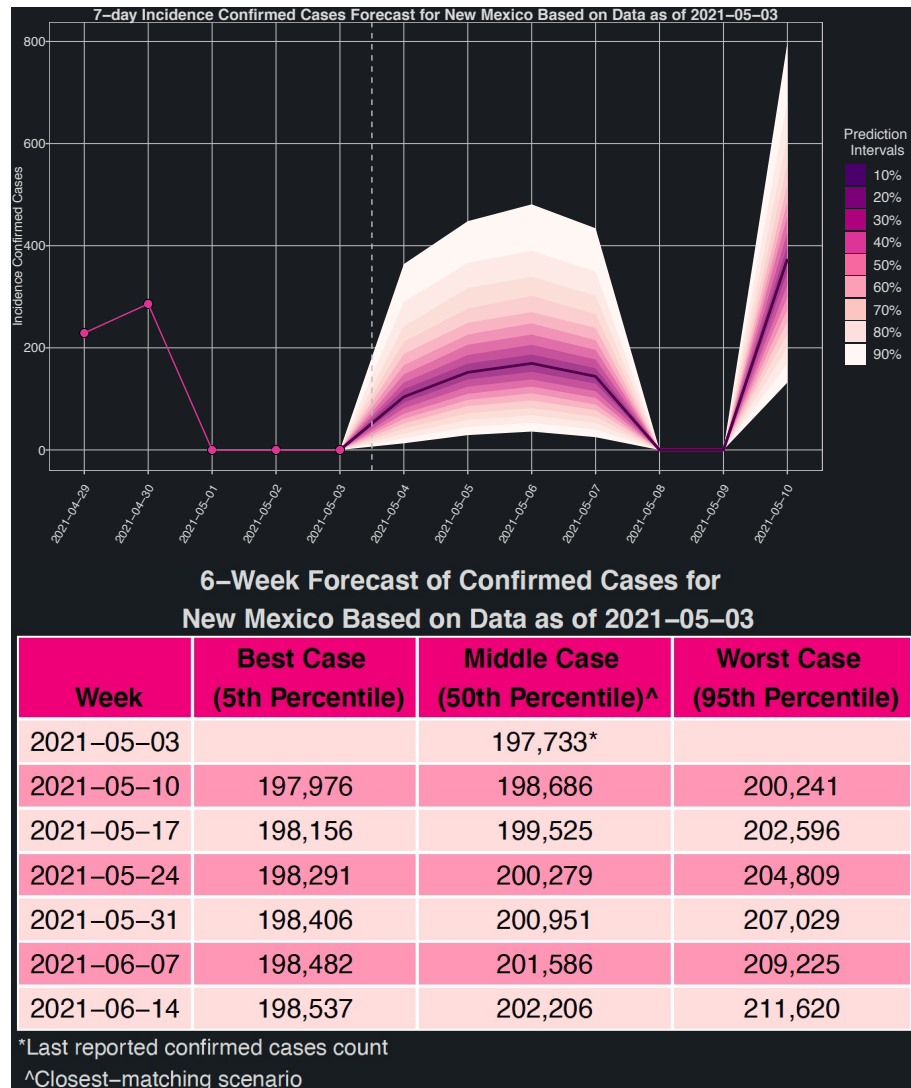 7−day Incidence Confirmed Cases Forecast for New Mexico Based on Data as of 2021−05−03
Incidence Confirmed Cases
800
600
400
200
0
2021−04−29
2021−04−30
2021−05−01
2021−05−02
2021−05−03
2021−05−04
2021−05−05
2021−05−06
2021−05−07
2021−05−08
2021−05−09
2021−05−10
Prediction
Intervals
10%
20%
30%
40%
50%
60%
70%
80%
90%
6−Week Forecast of Confirmed Cases for
New Mexico Based on Data as of 2021−05−03
Best Case Middle Case Worst Case
Week (5th Percentile) (50th Percentile)^ (95th Percentile)
2021−05−03 197,733*
2021−05−10 197,976 198,686 200,241
2021−05−17 198,156 199,525 202,596
2021−05−24 198,291 200,279 204,809
2021−05−31 198,406 200,951 207,029
2021−06−07 198,482 201,586 209,225
2021−06−14 198,537 202,206 211,620
*Last reported confirmed cases count
^Closest−matching scenario